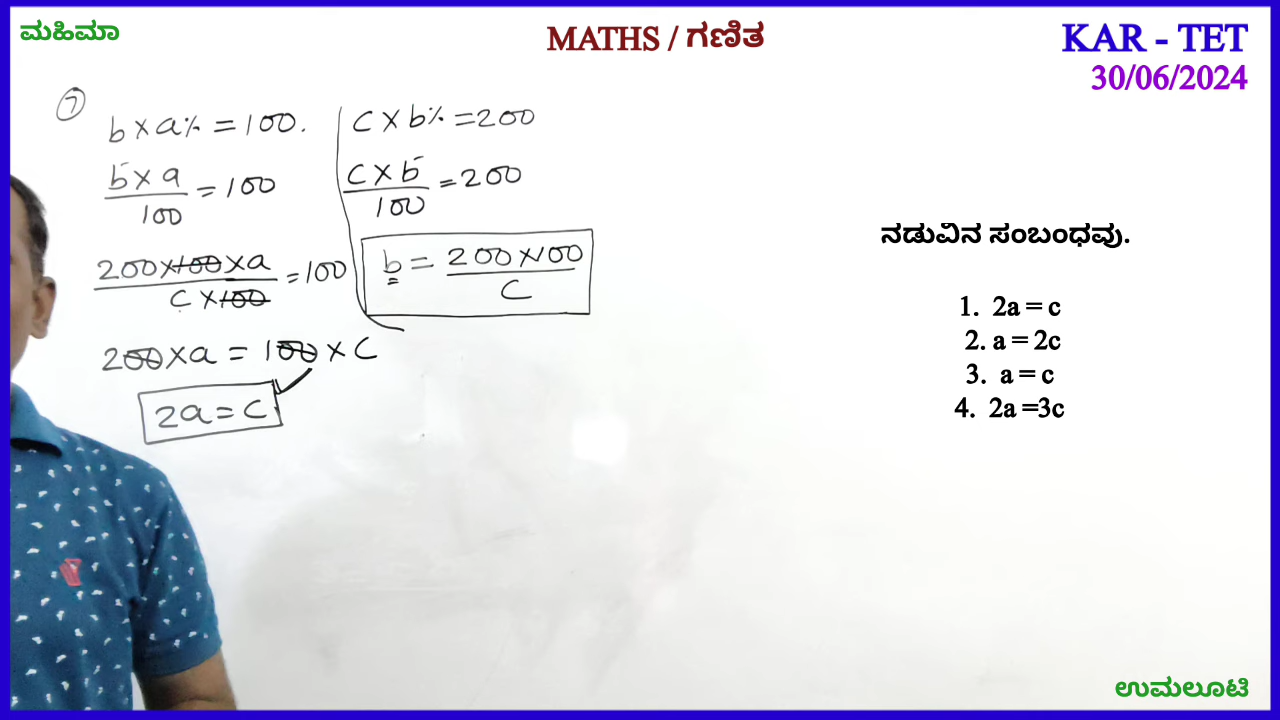 ಮಹಿಮಾ
MATHS / ಗಣಿತ
KAR - TET
30/06/2024
7
b × a% = 100.
b × a / 100 = 100
200 × 100 × a / c × 100 = 100
200 × a = 100 × c
2a = c
c × b% = 200
c × b / 100 = 200
b = 200 × 100 / c
ನಡುವಿನ ಸಂಬಂಧವು.
1. 2a = c
2. a = 2c
3. a = c
4. 2a =3c
ಉಮಲೂಟಿ